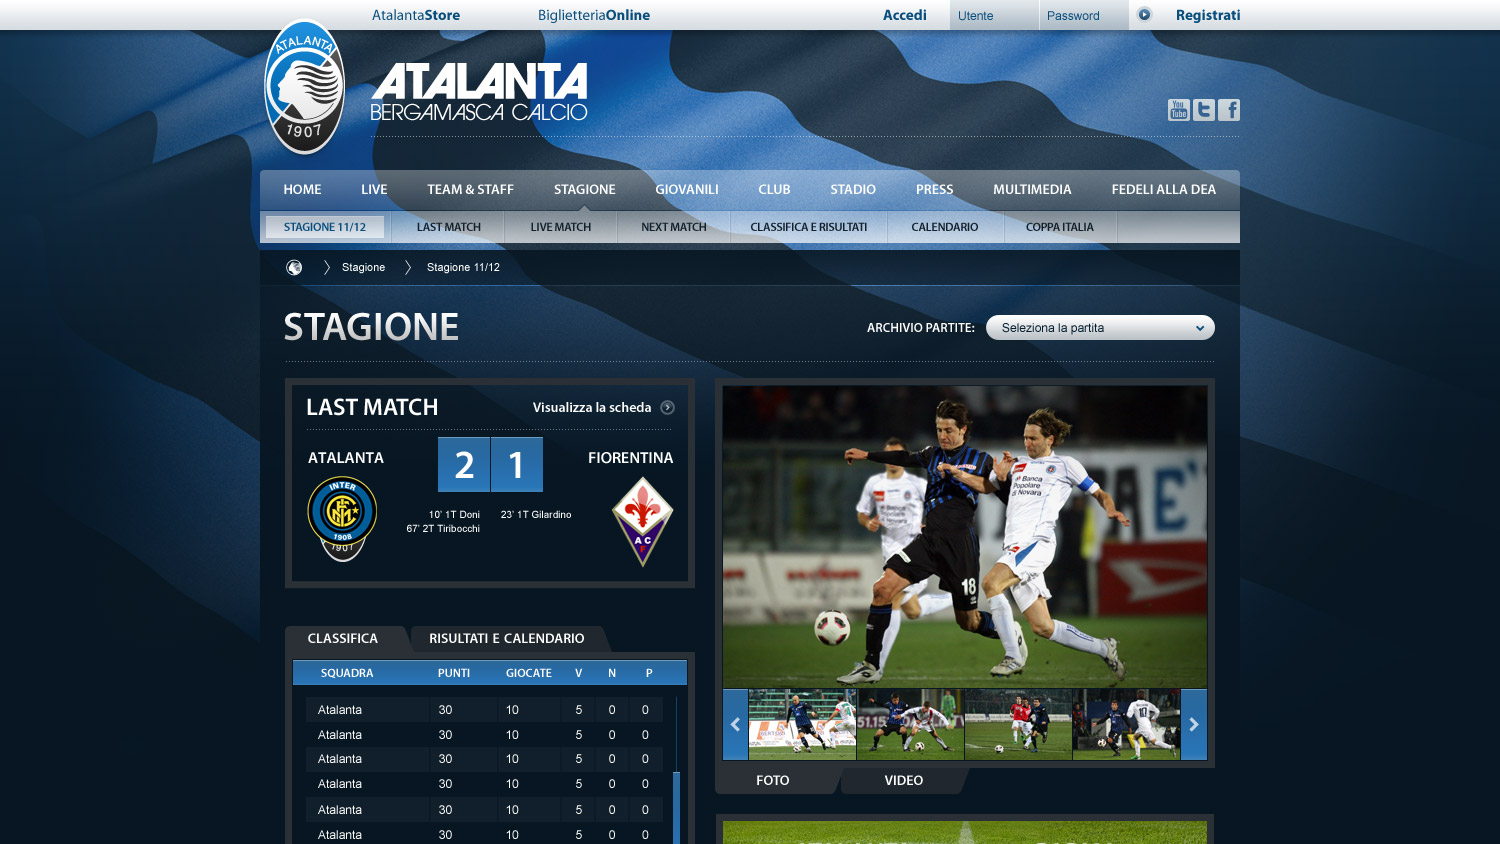 AtalantaStore
BiglietteriaOnline
Accedi
Utente
Password
Registrati
ATALANTA
1907
ATALANTA
BERGAMASCA CALCIO
You
Tube
HOME
LIVE
TEAM & STAFF
STAGIONE
GIOVANILI
CLUB
STADIO
PRESS
MULTIMEDIA
FEDELI ALLA DEA
STAGIONE 11/12
LAST MATCH
LIVE MATCH
NEXT MATCH
CLASSIFICA E RISULTATI
CALENDARIO
COPPA ITALIA
Stagione
Stagione 11/12
STAGIONE
ARCHIVIO PARTITE:
Seleziona la partita
LAST MATCH
Visualizza la scheda
ATALANTA
2 1
FIORENTINA
INTER
1908
1907
10' 1T Doni
67' 2T Tiribocchi
23' 1T Gilardino
A C
F
Banca
Popolare
di Novara
Banca
Popolare
di Novara
18
CLASSIFICA
RISULTATI E CALENDARIO
SQUADRA PUNTI GIOCATE V N P
Atalanta 30 10 5 0 0
Atalanta 30 10 5 0 0
Atalanta 30 10 5 0 0
Atalanta 30 10 5 0 0
Atalanta 30 10 5 0 0
Atalanta 30 10 5 0 0
FOTO
VIDEO